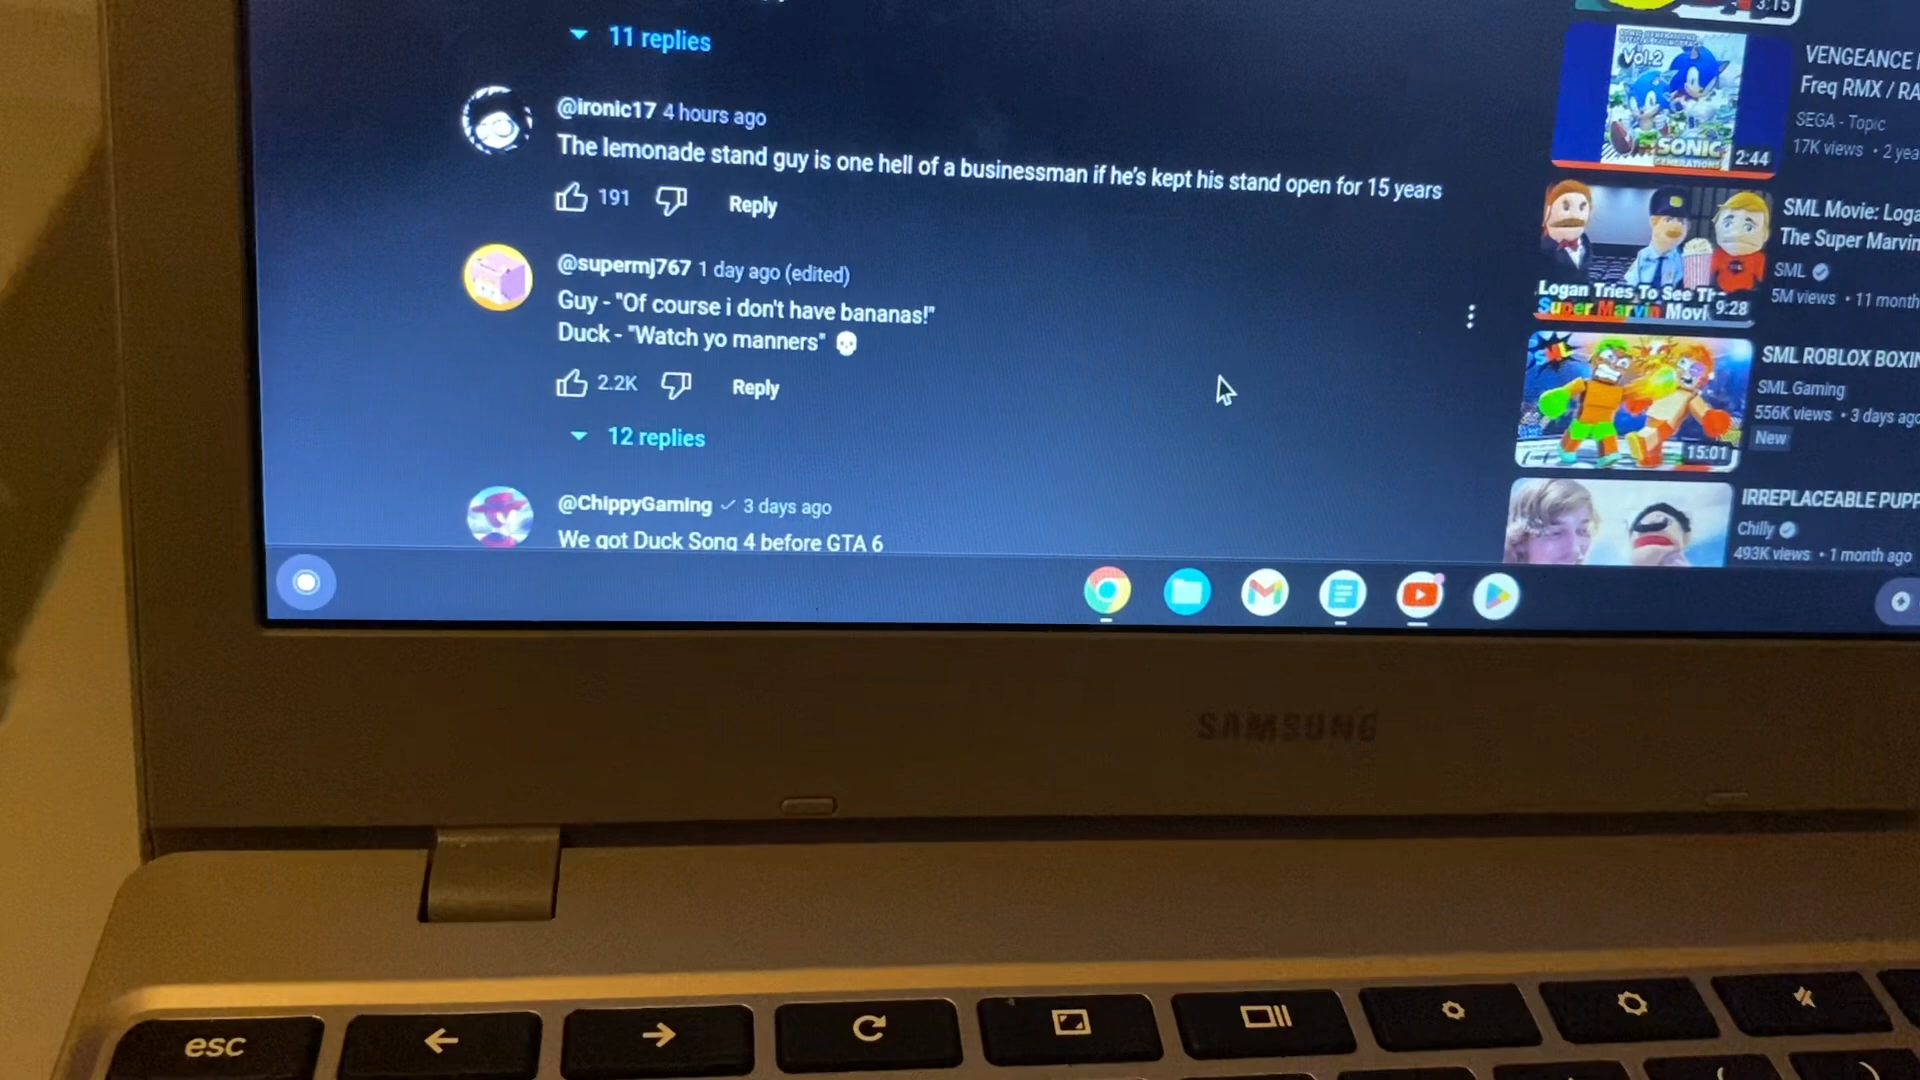 11 replies
@ironic17 4 hours ago
The lemonade stand guy is one hell of a businessman if he's kept his stand open for 15 years
191
Reply
@supermj767 1 day ago (edited)
Guy - "Of course i don't have bananas!"
Duck - "Watch yo manners" 💀
2.2K
Reply
12 replies
@ChippyGaming ✓ 3 days ago
We got Duck Song 4 before GTA 6
3:15
Vol.2
SONIC
GENERATIONS
2:44
VENGEANCE
Freq RMX / RA
SEGA - Topic
17K views • 2 yea
Logan Tries To See Th
Super Marvin Movi
9:28
SML Movie: Loga
The Super Marvin
SML
5M views • 11 month
SML
15:01
SML ROBLOX BOXIN
SML Gaming
556K views • 3 days ago
New
IRREPLACEABLE PUPP
Chilly
493K views • 1 month ago
SAMSUNG
esc